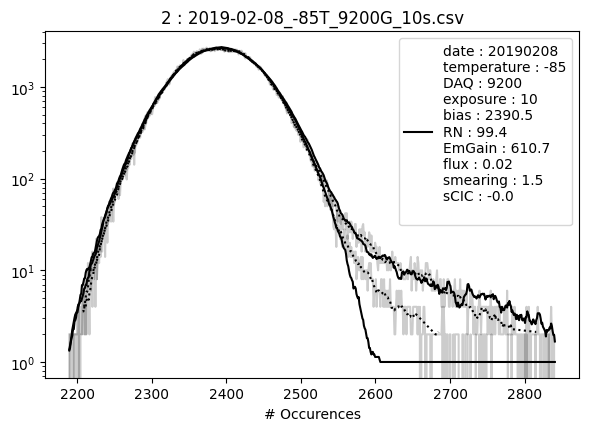 2 : 2019-02-08_-85T_9200G_10s.csv
date : 20190208
temperature : -85
DAQ : 9200
exposure : 10
bias : 2390.5
RN : 99.4
EmGain : 610.7
flux : 0.02
smearing : 1.5
sCIC : -0.0
10³
10²
10¹
10⁰
2200 2300 2400 2500 2600 2700 2800
# Occurences